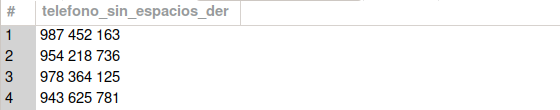 # telefono_sin_espacios_der
1 987 452 163
2 954 218 736
3 978 364 125
4 943 625 781